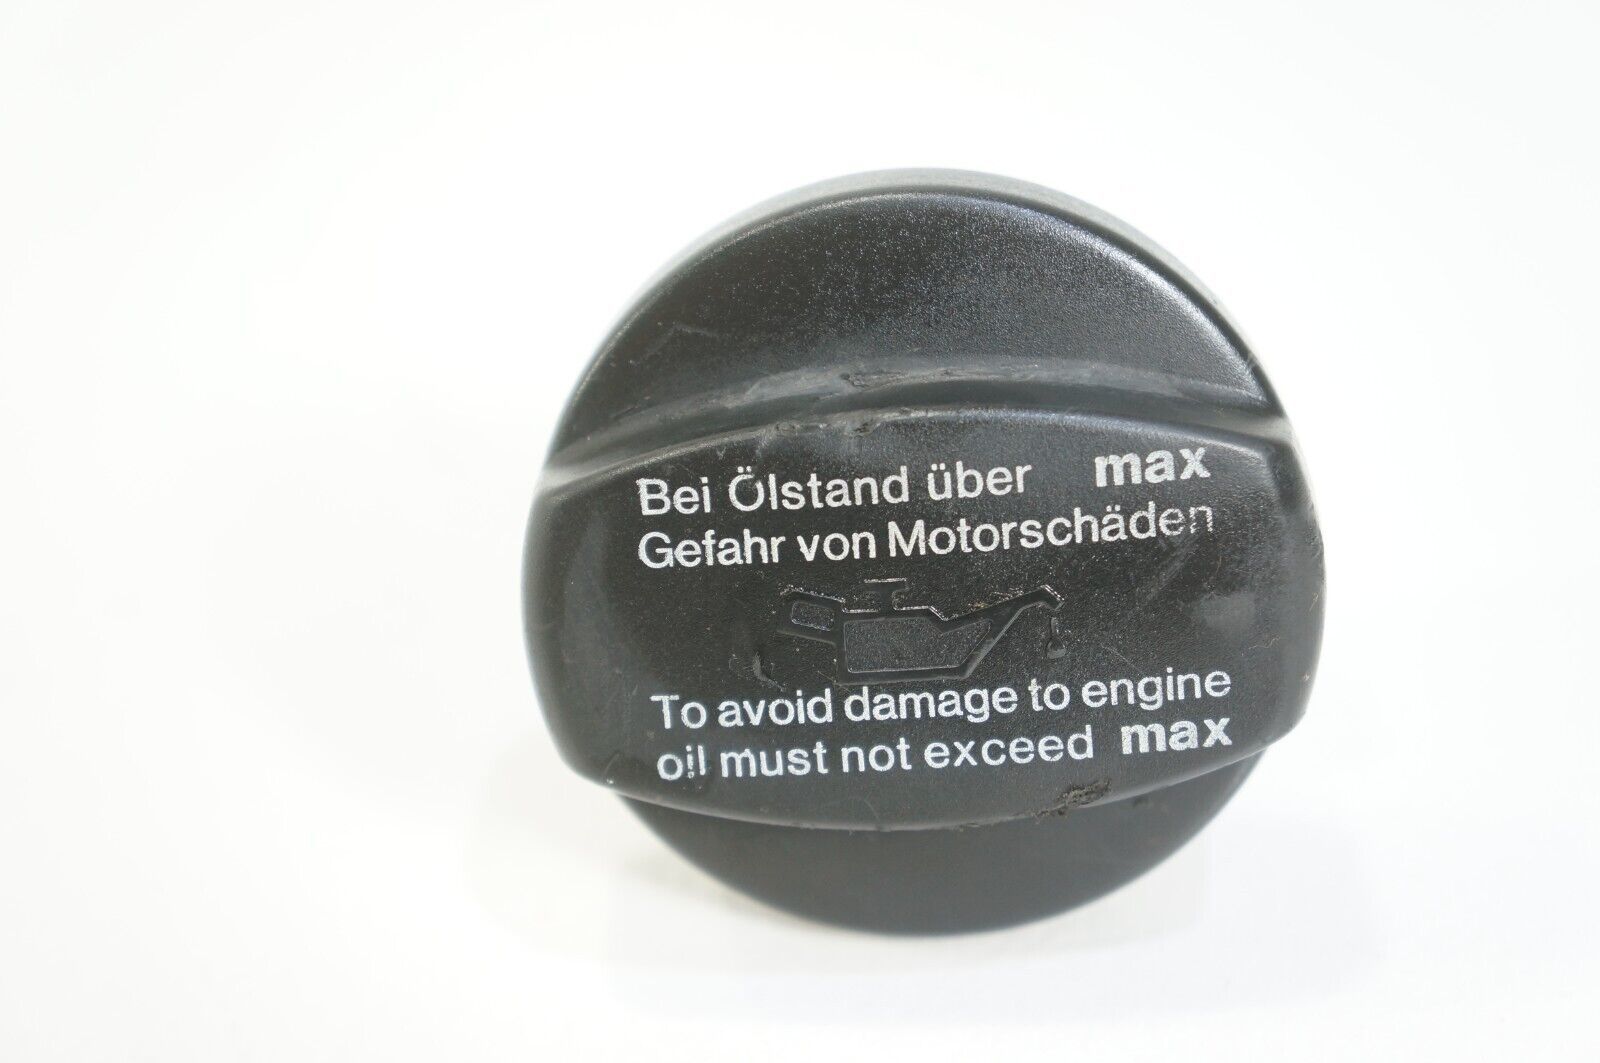 Bei Ölstand über max
Gefahr von Motorschäden
To avoid damage to engine
oil must not exceed max